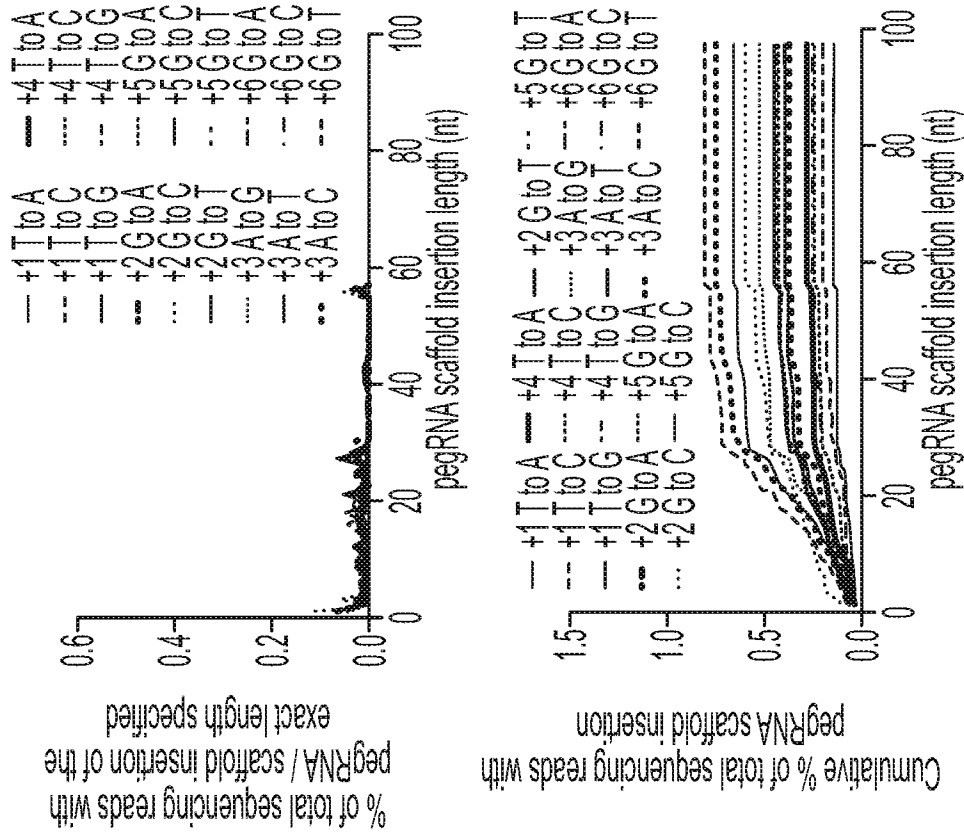 % of total sequencing reads with
pegRNA / scaffold insertion of the
exact length specified
0.6
0.4
0.2
0.0
+1 T to A +4 T to A
+1 T to C +4 T to C
+1 T to G +4 T to G
+2 G to A +5 G to A
+2 G to C +5 G to C
+2 G to T +5 G to T
+3 A to G +6 G to A
+3 A to T +6 G to C
+3 A to C +6 G to T
0 20 40 60 80 100
pegRNA scaffold insertion length (nt)
Cumulative % of total sequencing reads with
pegRNA scaffold insertion
1.5
1.0
0.5
0.0
+1 T to A +4 T to A +2 G to T +5 G to T
+1 T to C +4 T to C +3 A to G +6 G to A
+1 T to G +4 T to G +3 A to T +6 G to C
+2 G to A +5 G to A +3 A to C +6 G to T
+2 G to C +5 G to C
0 20 40 60 80 100
pegRNA scaffold insertion length (nt)